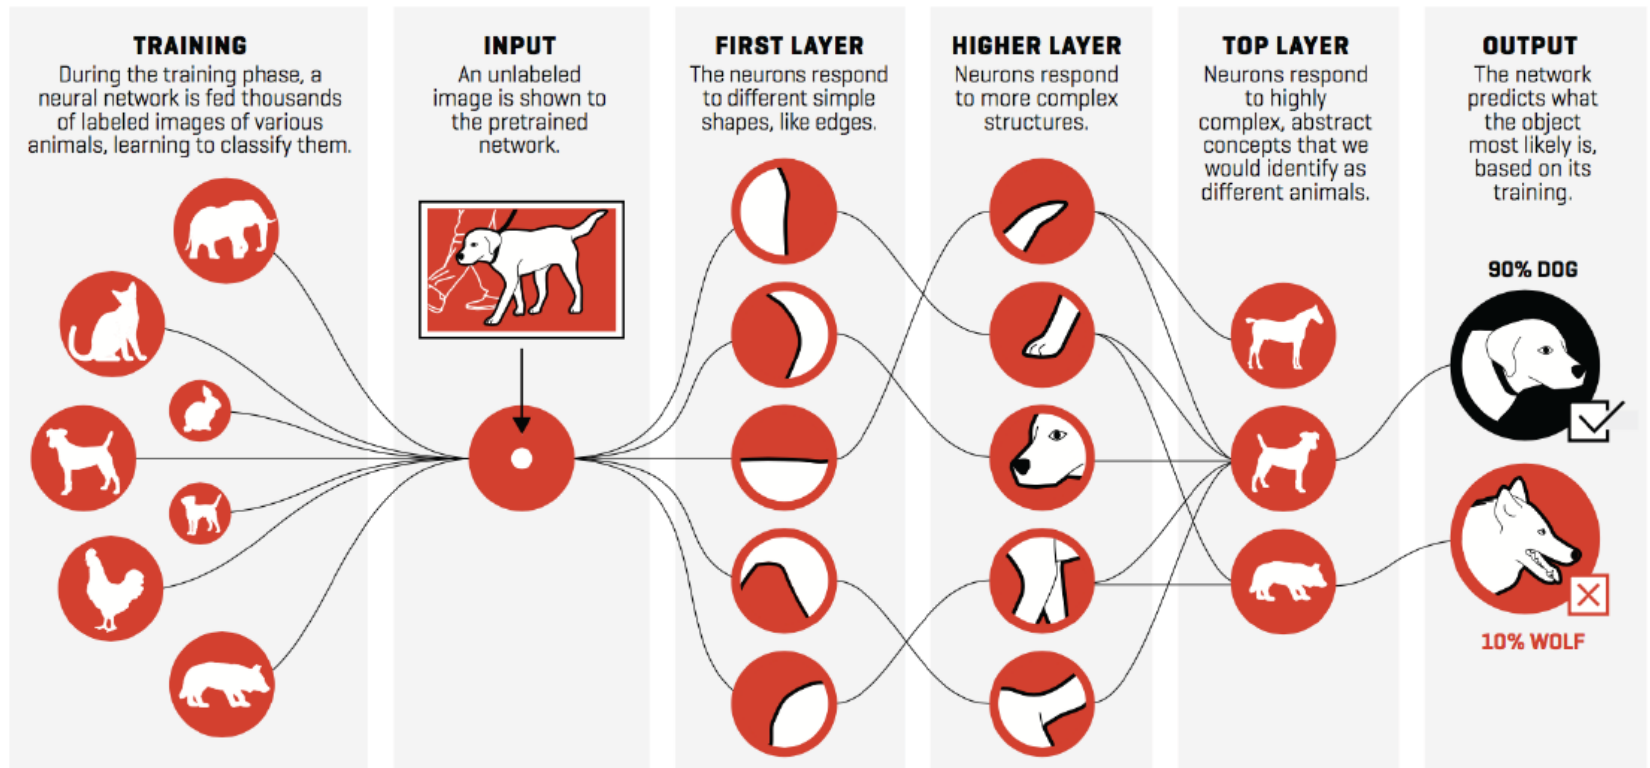 TRAINING
During the training phase, a
neural network is fed thousands
of labeled images of various
animals, learning to classify them.
INPUT
An unlabeled
image is shown to
the pretrained
network.
FIRST LAYER
The neurons respond
to different simple
shapes, like edges.
HIGHER LAYER
Neurons respond
to more complex
structures.
TOP LAYER
Neurons respond
to highly
complex, abstract
concepts that we
would identify as
different animals.
OUTPUT
The network
predicts what
the object
most likely is,
based on its
training.
90% DOG
10% WOLF